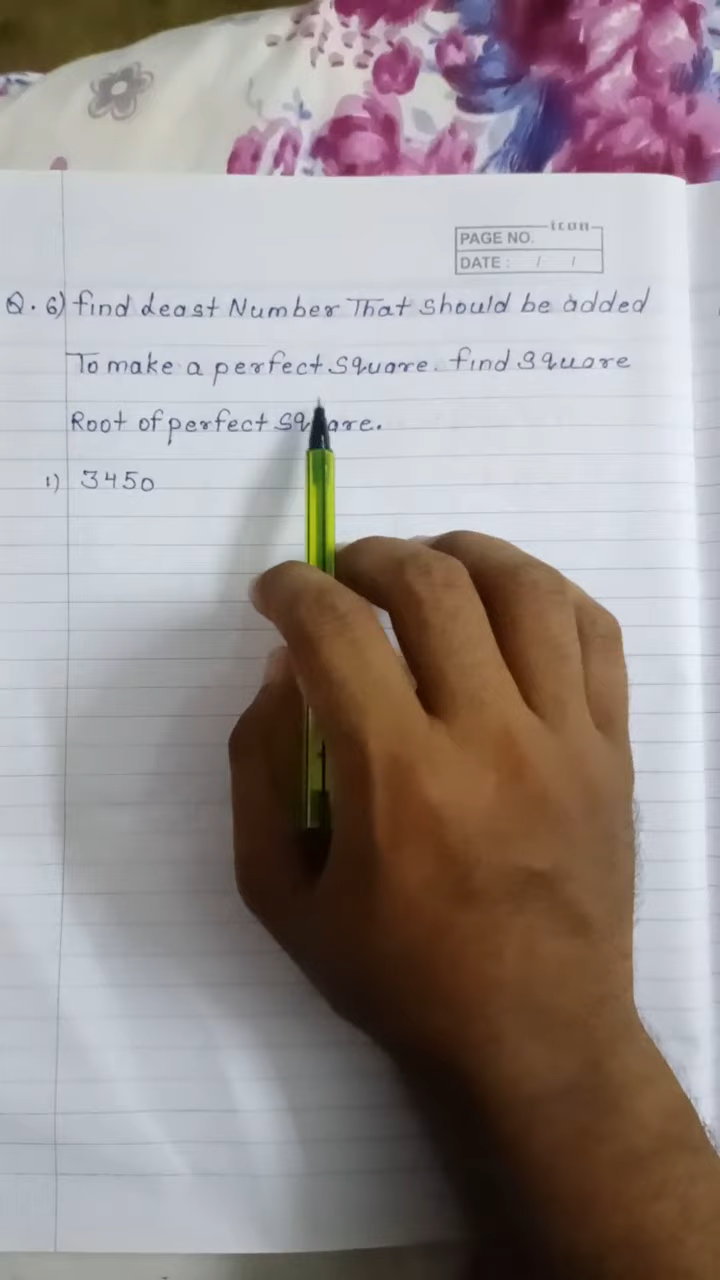 icon
PAGE NO.
DATE : / /
Q. 6) find Least Number That should be added
To make a perfect square. find square
Root of perfect square.
1) 3450